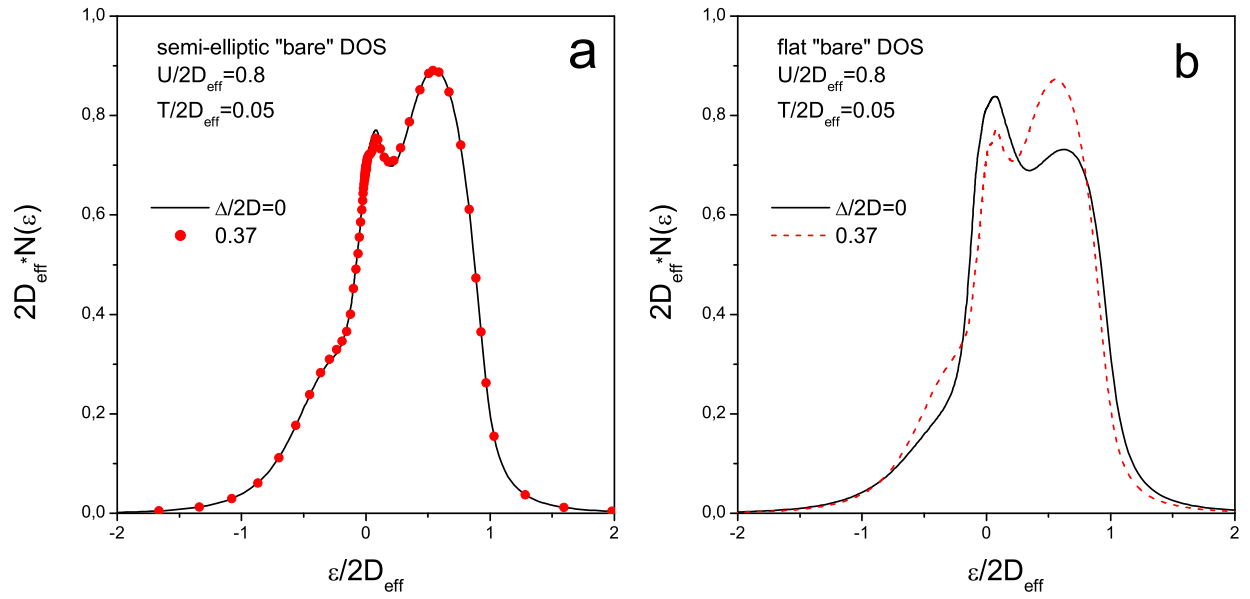 a
semi-elliptic "bare" DOS
U/2D_eff=0.8
T/2D_eff=0.05
Δ/2D=0
0.37
1,0
0,8
0,6
0,4
0,2
0,0
-2 -1 0 1 2
2D_eff*N(ε)
ε/2D_eff
b
flat "bare" DOS
U/2D_eff=0.8
T/2D_eff=0.05
Δ/2D=0
0.37
1,0
0,8
0,6
0,4
0,2
0,0
-2 -1 0 1 2
2D_eff*N(ε)
ε/2D_eff